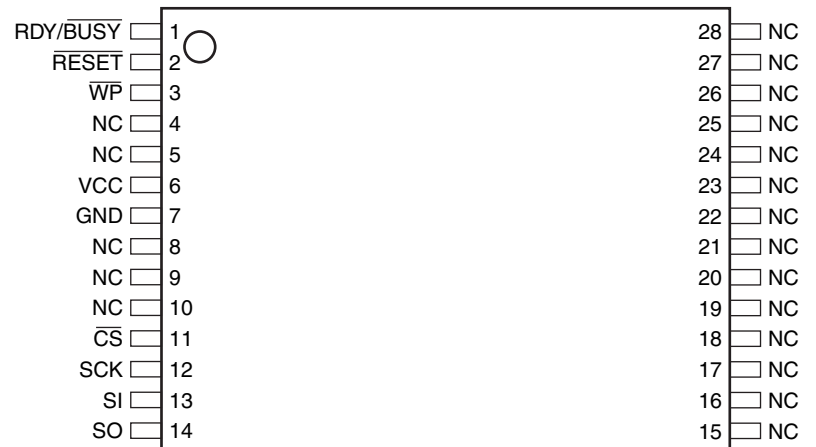 RDY/BUSY 1 28 NC
RESET 2 27 NC
WP 3 26 NC
NC 4 25 NC
NC 5 24 NC
VCC 6 23 NC
GND 7 22 NC
NC 8 21 NC
NC 9 20 NC
NC 10 19 NC
CS 11 18 NC
SCK 12 17 NC
SI 13 16 NC
SO 14 15 NC